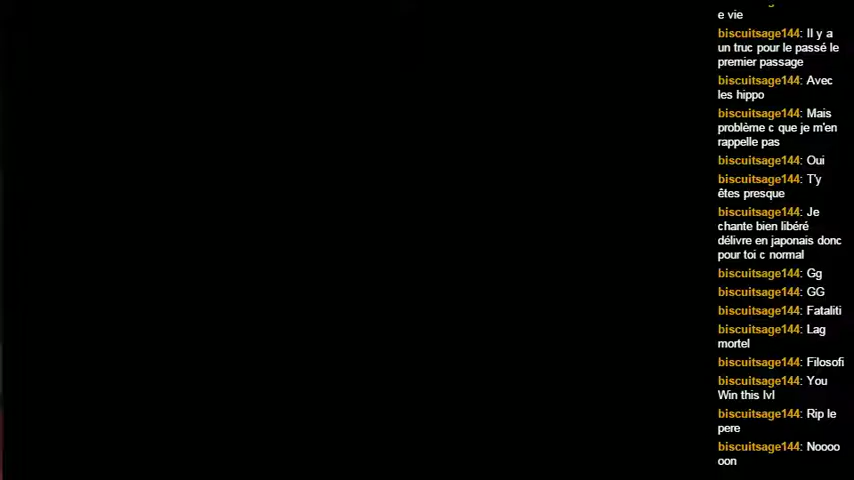 e vie
biscuitsage144: Il y a
un truc pour le passé le
premier passage
biscuitsage144: Avec
les hippo
biscuitsage144: Mais
problème c que je m'en
rappelle pas
biscuitsage144: Oui
biscuitsage144: T'y
êtes presque
biscuitsage144: Je
chante bien libéré
délivre en japonais donc
pour toi c normal
biscuitsage144: Gg
biscuitsage144: GG
biscuitsage144: Fataliti
biscuitsage144: Lag
mortel
biscuitsage144: Filosofi
biscuitsage144: You
Win this lvl
biscuitsage144: Rip le
pere
biscuitsage144: Noooo
oon